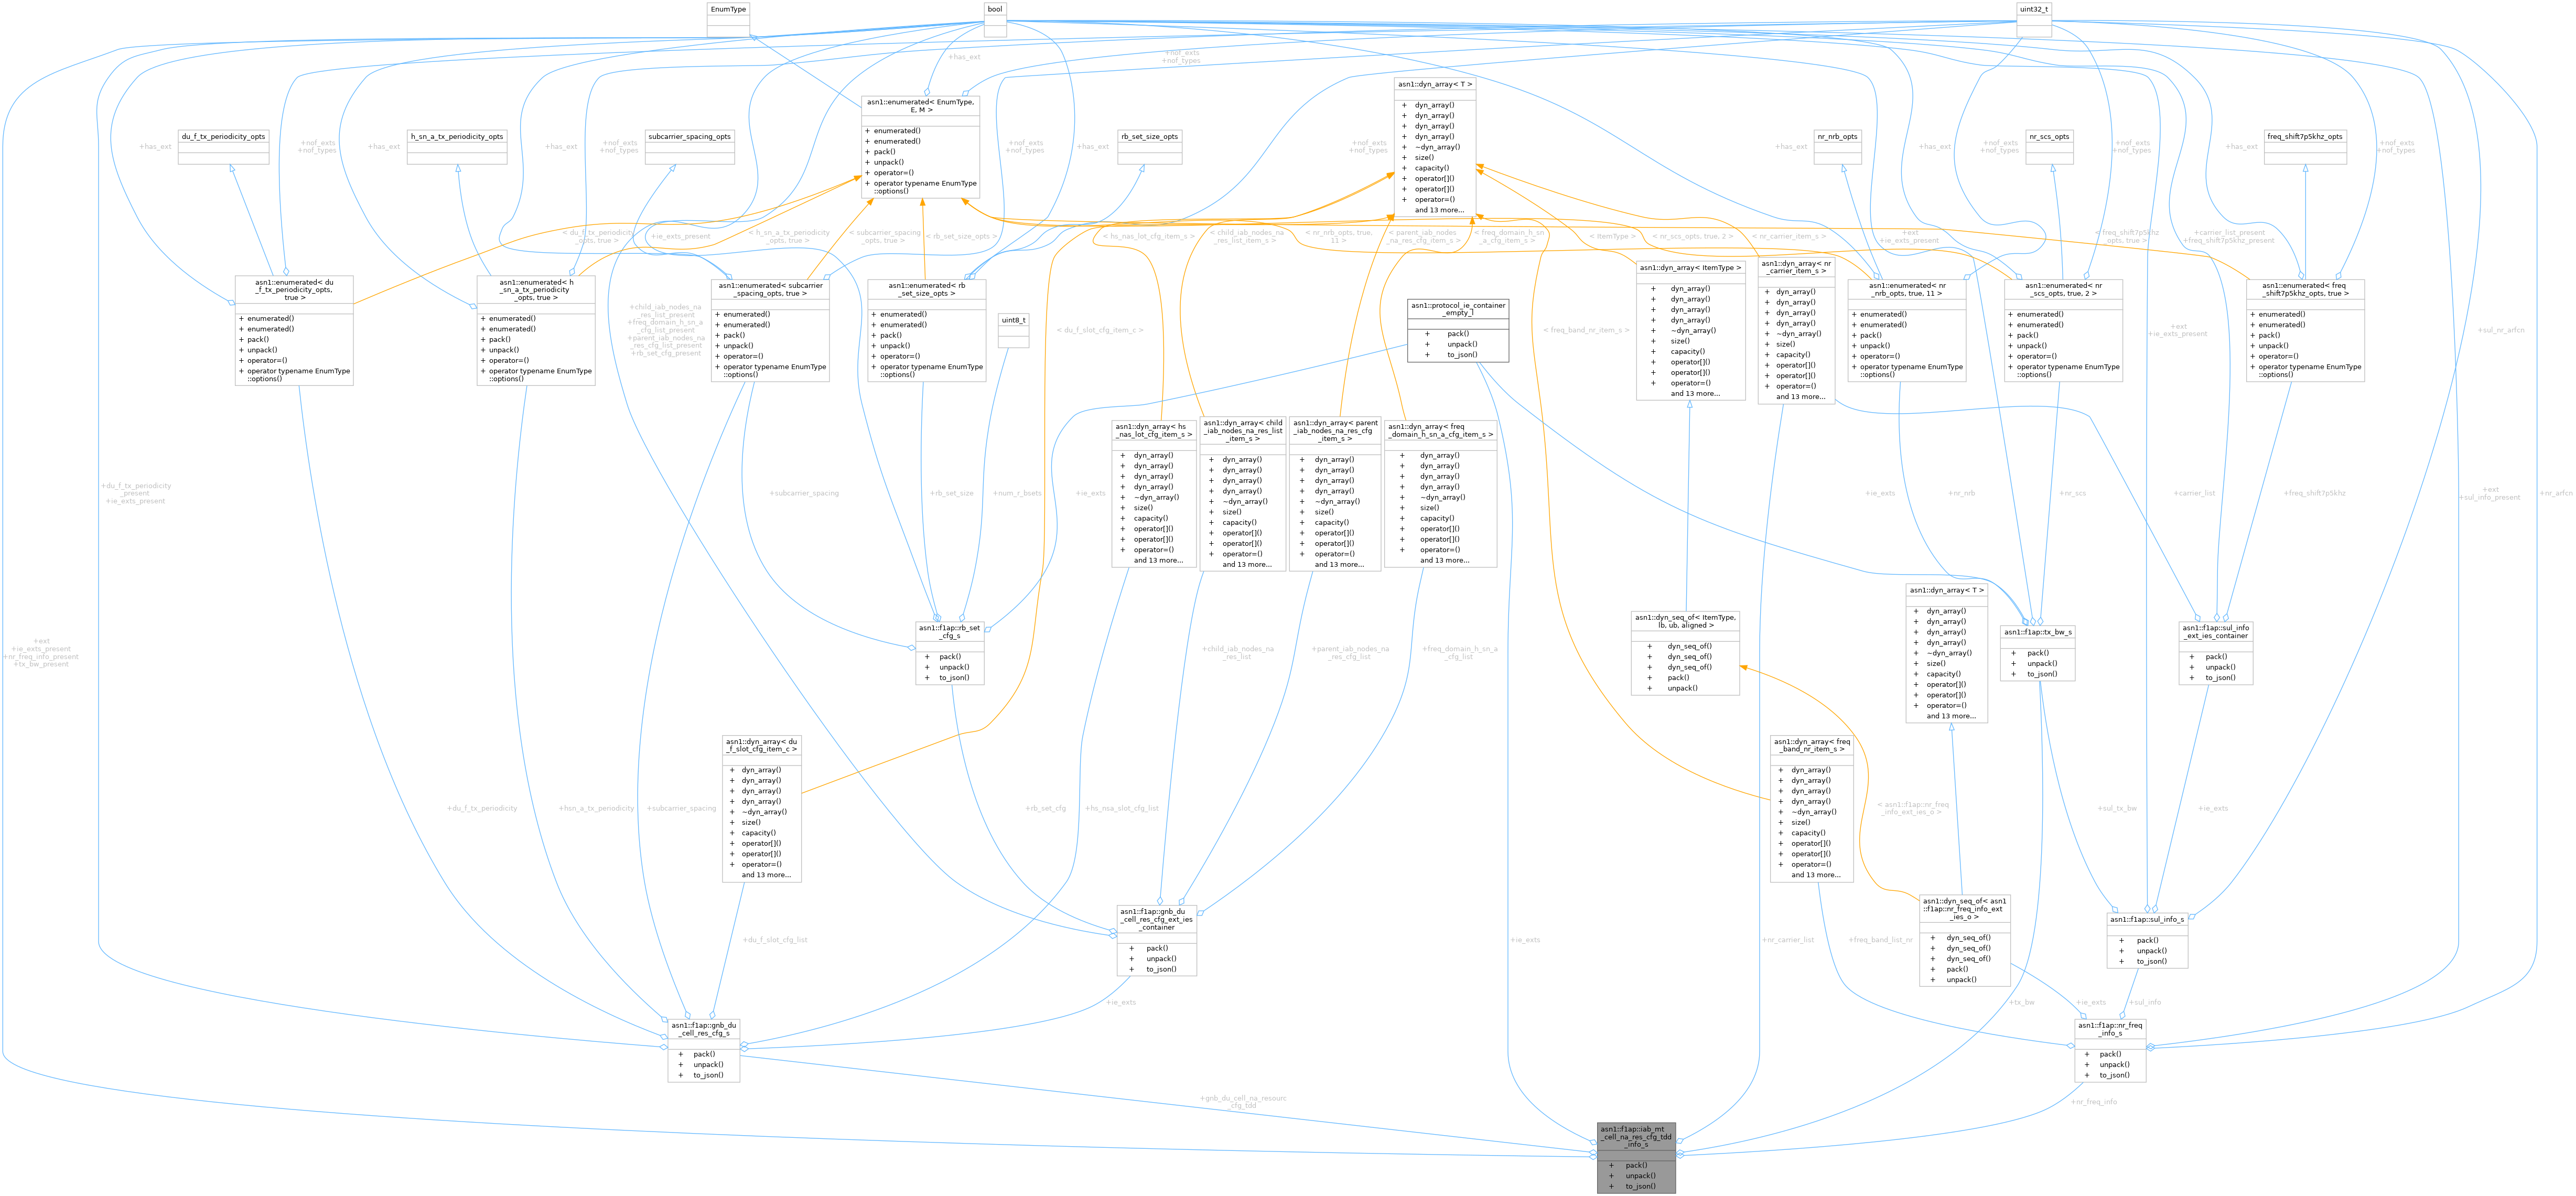 EnumType
bool
uint32_t
+has_ext
+nof_exts
+nof_types
asn1::dyn_array< T >
+ dyn_array()
+ dyn_array()
+ dyn_array()
+ dyn_array()
+ ~dyn_array()
+ size()
+ capacity()
+ operator[]()
+ operator[]()
+ operator=()
and 13 more...
asn1::enumerated< EnumType,
E, M >
+ enumerated()
+ enumerated()
+ pack()
+ unpack()
+ operator=()
+ operator typename EnumType
::options()
du_f_tx_periodicity_opts
h_sn_a_tx_periodicity_opts
subcarrier_spacing_opts
rb_set_size_opts
nr_nrb_opts
nr_scs_opts
freq_shift7p5khz_opts
+has_ext
+nof_exts
+nof_types
+has_ext
+has_ext
+nof_exts
+nof_types
+nof_exts
+nof_types
+has_ext
+nof_exts
+nof_types
+has_ext
+has_ext
+nof_exts
+nof_types
+nof_exts
+nof_types
+has_ext
+nof_exts
+nof_types
< du_f_tx_periodicity
_opts, true >
+ie_exts_present
< h_sn_a_tx_periodicity
_opts, true >
< subcarrier_spacing
_opts, true >
< rb_set_size_opts >
< hs_nas_lot_cfg_item_s >
< child_iab_nodes_na
_res_list_item_s >
< nr_nrb_opts, true,
11 >
< parent_iab_nodes
_na_res_cfg_item_s >
< freq_domain_h_sn
_a_cfg_item_s >
< ItemType >
< nr_scs_opts, true, 2 >
< nr_carrier_item_s >
+ext
+ie_exts_present
< freq_shift7p5khz
_opts, true >
+carrier_list_present
+freq_shift7p5khz_present
asn1::enumerated< du
_f_tx_periodicity_opts,
true >
+ enumerated()
+ enumerated()
+ pack()
+ unpack()
+ operator=()
+ operator typename EnumType
::options()
asn1::enumerated< h
_sn_a_tx_periodicity
_opts, true >
+ enumerated()
+ enumerated()
+ pack()
+ unpack()
+ operator=()
+ operator typename EnumType
::options()
+child_iab_nodes_na
_res_list_present
+freq_domain_h_sn_a
_cfg_list_present
+parent_iab_nodes_na
_res_cfg_list_present
+rb_set_cfg_present
asn1::enumerated< subcarrier
_spacing_opts, true >
+ enumerated()
+ enumerated()
+ pack()
+ unpack()
+ operator=()
+ operator typename EnumType
::options()
asn1::enumerated< rb
_set_size_opts >
+ enumerated()
+ enumerated()
+ pack()
+ unpack()
+ operator=()
+ operator typename EnumType
::options()
uint8_t
< du_f_slot_cfg_item_c >
asn1::protocol_ie_container
_empty_l
+ pack()
+ unpack()
+ to_json()
< freq_band_nr_item_s >
asn1::dyn_array< ItemType >
+ dyn_array()
+ dyn_array()
+ dyn_array()
+ dyn_array()
+ ~dyn_array()
+ size()
+ capacity()
+ operator[]()
+ operator[]()
+ operator=()
and 13 more...
asn1::dyn_array< nr
_carrier_item_s >
+ dyn_array()
+ dyn_array()
+ dyn_array()
+ dyn_array()
+ ~dyn_array()
+ size()
+ capacity()
+ operator[]()
+ operator[]()
+ operator=()
and 13 more...
asn1::enumerated< nr
_nrb_opts, true, 11 >
+ enumerated()
+ enumerated()
+ pack()
+ unpack()
+ operator=()
+ operator typename EnumType
::options()
asn1::enumerated< nr
_scs_opts, true, 2 >
+ enumerated()
+ enumerated()
+ pack()
+ unpack()
+ operator=()
+ operator typename EnumType
::options()
+ext
+ie_exts_present
asn1::enumerated< freq
_shift7p5khz_opts, true >
+ enumerated()
+ enumerated()
+ pack()
+ unpack()
+ operator=()
+ operator typename EnumType
::options()
+sul_nr_arfcn
asn1::dyn_array< hs
_nas_lot_cfg_item_s >
+ dyn_array()
+ dyn_array()
+ dyn_array()
+ dyn_array()
+ ~dyn_array()
+ size()
+ capacity()
+ operator[]()
+ operator[]()
+ operator=()
and 13 more...
asn1::dyn_array< child
_iab_nodes_na_res_list
_item_s >
+ dyn_array()
+ dyn_array()
+ dyn_array()
+ dyn_array()
+ ~dyn_array()
+ size()
+ capacity()
+ operator[]()
+ operator[]()
+ operator=()
and 13 more...
asn1::dyn_array< parent
_iab_nodes_na_res_cfg
_item_s >
+ dyn_array()
+ dyn_array()
+ dyn_array()
+ dyn_array()
+ ~dyn_array()
+ size()
+ capacity()
+ operator[]()
+ operator[]()
+ operator=()
and 13 more...
asn1::dyn_array< freq
_domain_h_sn_a_cfg_item_s >
+ dyn_array()
+ dyn_array()
+ dyn_array()
+ dyn_array()
+ ~dyn_array()
+ size()
+ capacity()
+ operator[]()
+ operator[]()
+ operator=()
and 13 more...
+du_f_tx_periodicity
_present
+ie_exts_present
+subcarrier_spacing
+rb_set_size
+num_r_bsets
+ie_exts
+ie_exts
+nr_nrb
+nr_scs
+carrier_list
+freq_shift7p5khz
+ext
+sul_info_present
+nr_arfcn
+ext
+ie_exts_present
+nr_freq_info_present
+tx_bw_present
asn1::f1ap::rb_set
_cfg_s
+ pack()
+ unpack()
+ to_json()
+child_iab_nodes_na
_res_list
+parent_iab_nodes_na
_res_cfg_list
+freq_domain_h_sn_a
_cfg_list
asn1::dyn_seq_of< ItemType,
lb, ub, aligned >
+ dyn_seq_of()
+ dyn_seq_of()
+ dyn_seq_of()
+ pack()
+ unpack()
asn1::dyn_array< T >
+ dyn_array()
+ dyn_array()
+ dyn_array()
+ dyn_array()
+ ~dyn_array()
+ size()
+ capacity()
+ operator[]()
+ operator[]()
+ operator=()
and 13 more...
asn1::f1ap::tx_bw_s
+ pack()
+ unpack()
+ to_json()
asn1::f1ap::sul_info
_ext_ies_container
+ pack()
+ unpack()
+ to_json()
+du_f_tx_periodicity
+hsn_a_tx_periodicity
+subcarrier_spacing
asn1::dyn_array< du
_f_slot_cfg_item_c >
+ dyn_array()
+ dyn_array()
+ dyn_array()
+ dyn_array()
+ ~dyn_array()
+ size()
+ capacity()
+ operator[]()
+ operator[]()
+ operator=()
and 13 more...
+rb_set_cfg
+hs_nsa_slot_cfg_list
asn1::dyn_array< freq
_band_nr_item_s >
+ dyn_array()
+ dyn_array()
+ dyn_array()
+ dyn_array()
+ ~dyn_array()
+ size()
+ capacity()
+ operator[]()
+ operator[]()
+ operator=()
and 13 more...
< asn1::f1ap::nr_freq
_info_ext_ies_o >
+sul_tx_bw
+ie_exts
+du_f_slot_cfg_list
asn1::f1ap::gnb_du
_cell_res_cfg_ext_ies
_container
+ pack()
+ unpack()
+ to_json()
+ie_exts
+nr_carrier_list
+freq_band_list_nr
asn1::dyn_seq_of< asn1
::f1ap::nr_freq_info_ext
_ies_o >
+ dyn_seq_of()
+ dyn_seq_of()
+ dyn_seq_of()
+ pack()
+ unpack()
asn1::f1ap::sul_info_s
+ pack()
+ unpack()
+ to_json()
+ie_exts
+tx_bw
+ie_exts
+sul_info
asn1::f1ap::gnb_du
_cell_res_cfg_s
+ pack()
+ unpack()
+ to_json()
asn1::f1ap::nr_freq
_info_s
+ pack()
+ unpack()
+ to_json()
+gnb_du_cell_na_resourc
_cfg_tdd
+nr_freq_info
asn1::f1ap::iab_mt
_cell_na_res_cfg_tdd
_info_s
+ pack()
+ unpack()
+ to_json()